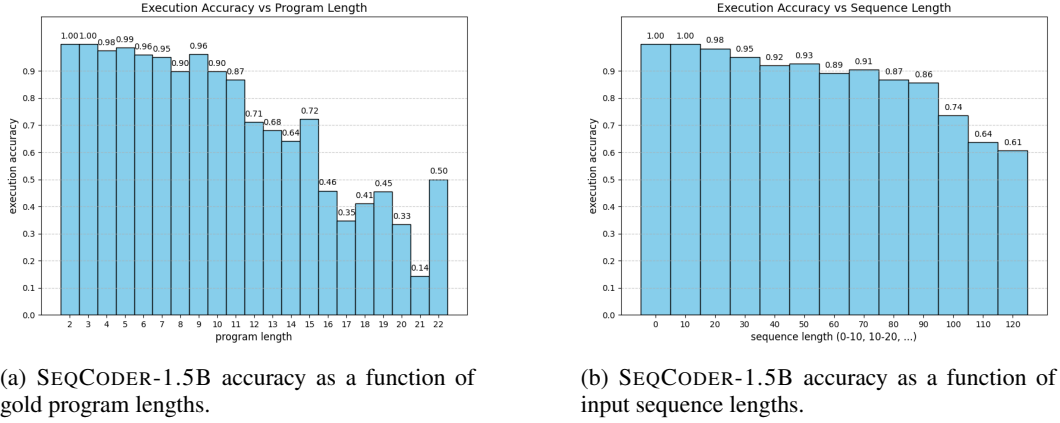 Execution Accuracy vs Program Length
1.00 1.00 0.98 0.99 0.96 0.95 0.90 0.96 0.90 0.87 0.71 0.68 0.64 0.72 0.46 0.35 0.41 0.45 0.33 0.14 0.50
0.9
0.8
0.7
0.6
0.5
0.4
0.3
0.2
0.1
0.0
execution accuracy
2 3 4 5 6 7 8 9 10 11 12 13 14 15 16 17 18 19 20 21 22
program length
(a) SEQCODER-1.5B accuracy as a function of
gold program lengths.
Execution Accuracy vs Sequence Length
1.00 1.00 0.98 0.95 0.92 0.93 0.89 0.91 0.87 0.86 0.74 0.64 0.61
0.9
0.8
0.7
0.6
0.5
0.4
0.3
0.2
0.1
0.0
execution accuracy
0 10 20 30 40 50 60 70 80 90 100 110 120
sequence length (0-10, 10-20, ...)
(b) SEQCODER-1.5B accuracy as a function of
input sequence lengths.